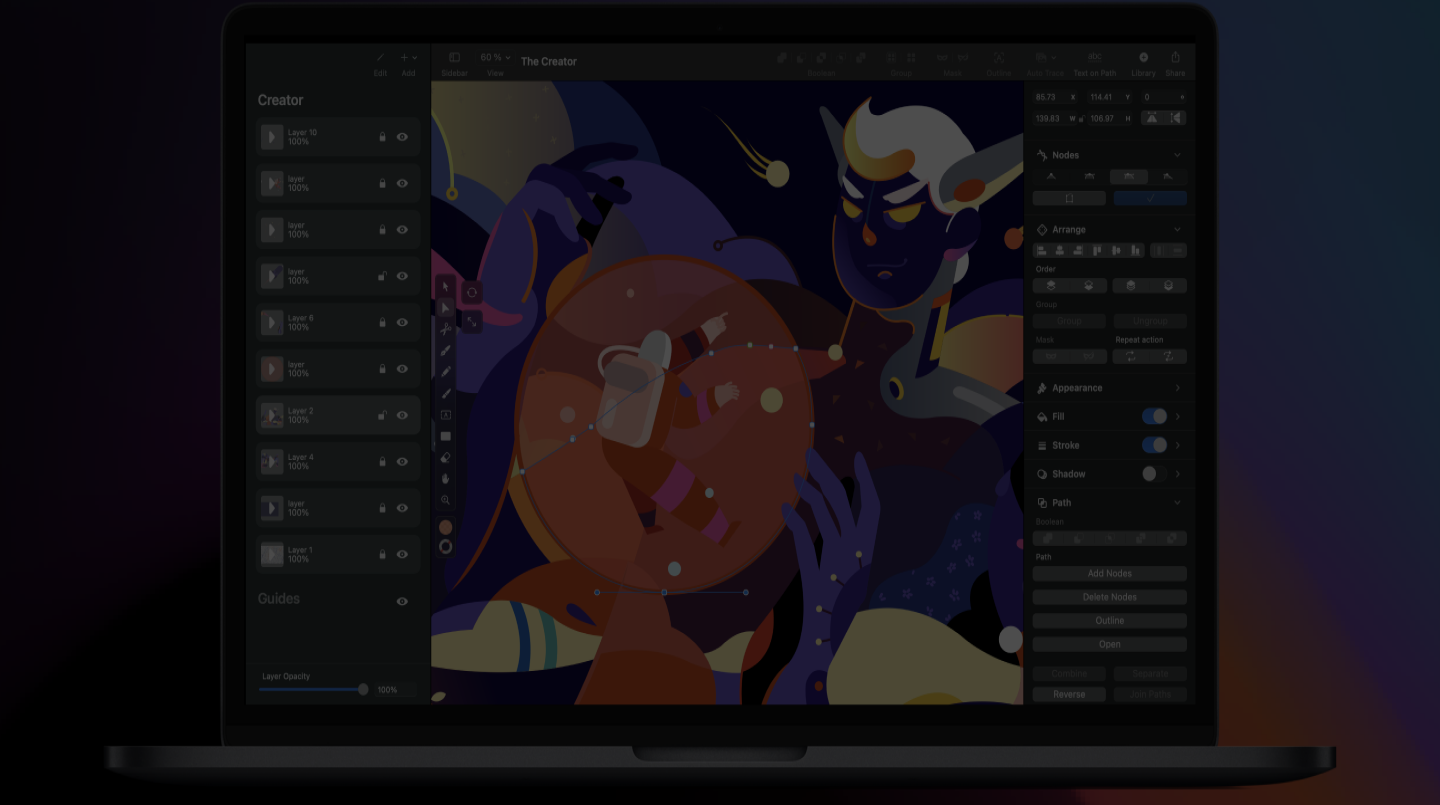 Edit
Add
Sidebar
60 %
View
The Creator
Boolean
Group
Mask
Outline
Text on Path
abc
Library
Share
Creator
Layer 10
100%
layer
100%
layer
100%
layer
100%
Layer 6
100%
layer
100%
Layer 2
100%
Layer 4
100%
layer
100%
Layer 1
100%
Guides
Layer Opacity
100%
85.73 X 114.41 Y 0
139.83 W 106.97 H
Nodes
Arrange
Order
Group
Group Ungroup
Mask Repeat action
Appearance
Fill
Stroke
Shadow
Path
Boolean
Path
Add Nodes
Delete Nodes
Outline
Open
Combine Separate
Reverse Join Paths